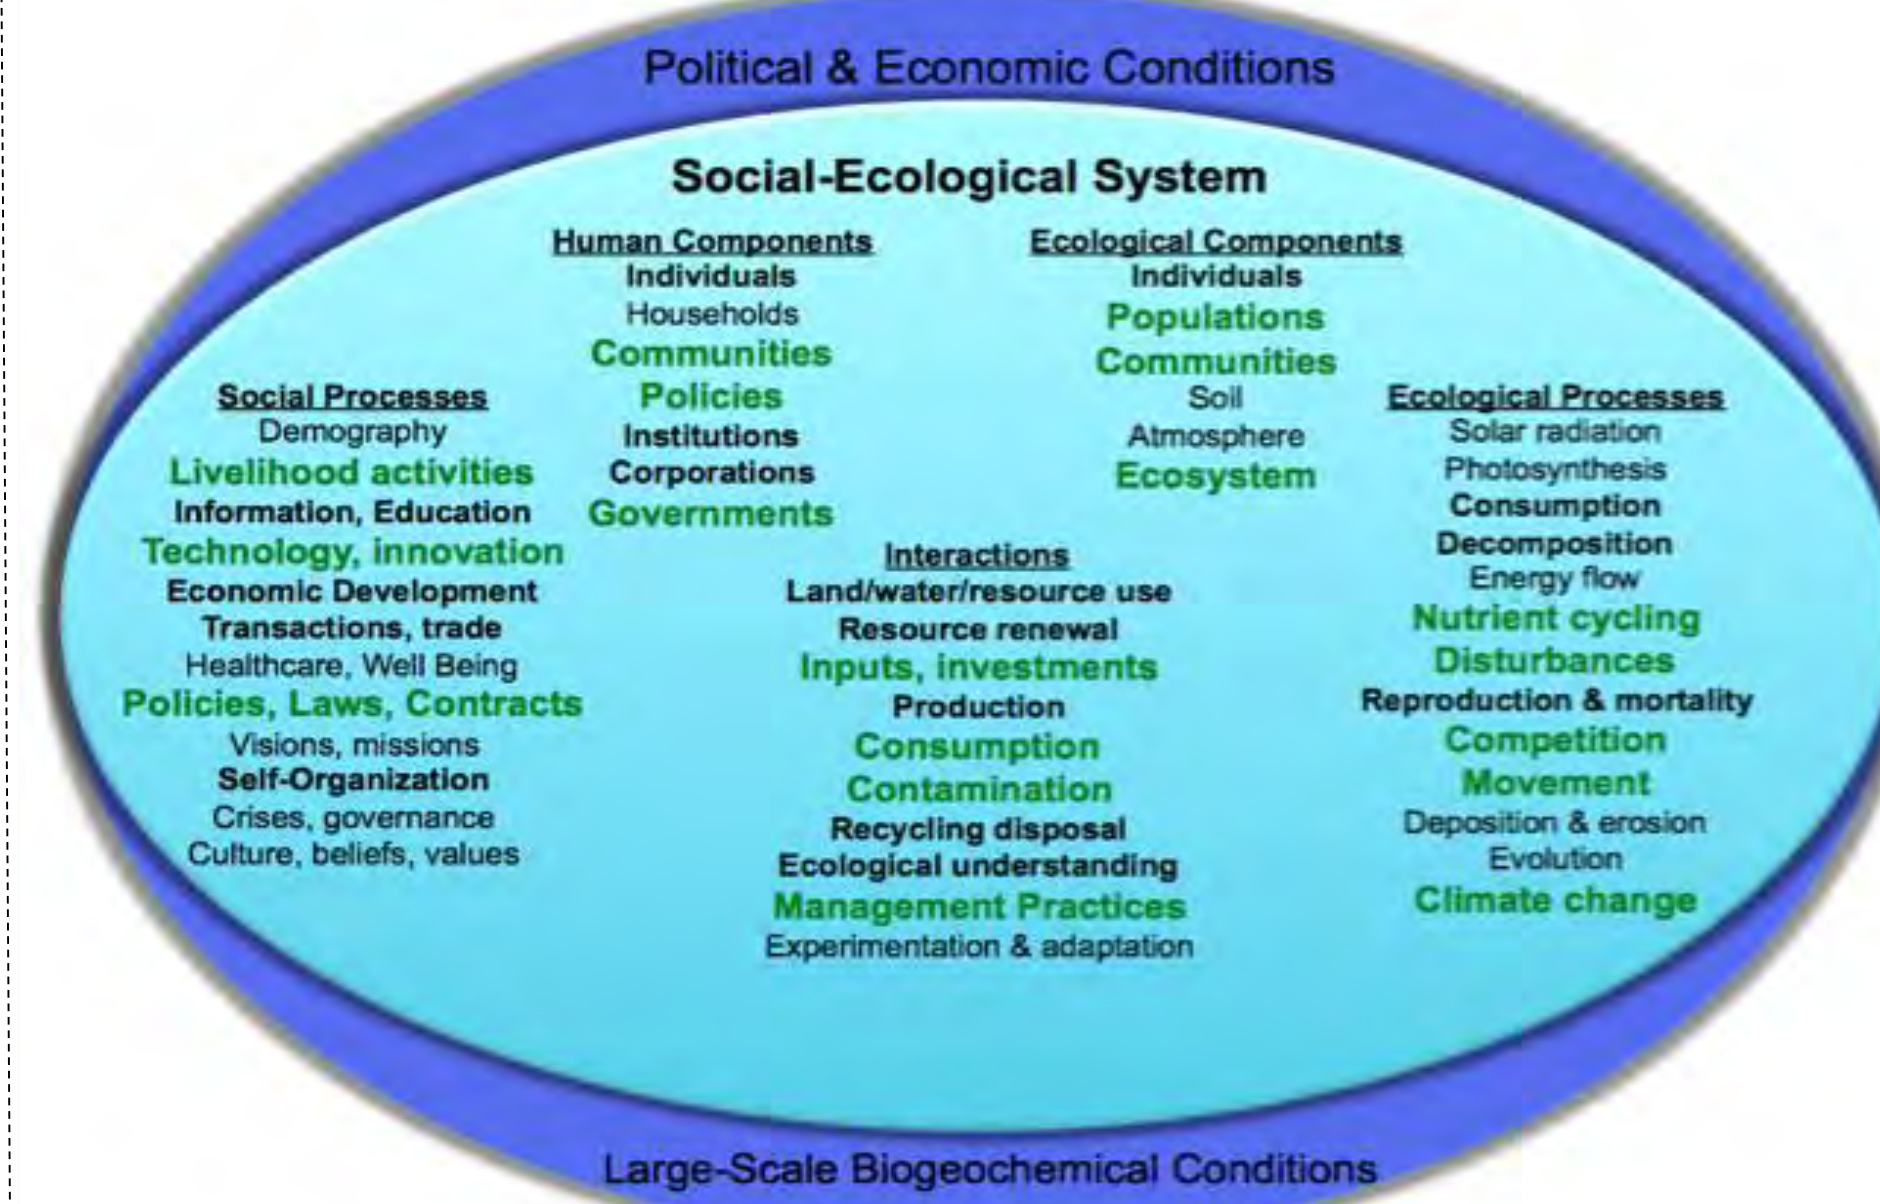 Political & Economic Conditions
Social-Ecological System
Human Components
Individuals
Households
Communities
Policies
Institutions
Corporations
Governments
Ecological Components
Individuals
Populations
Communities
Soil
Atmosphere
Ecosystem
Social Processes
Demography
Livelihood activities
Information, Education
Technology, innovation
Economic Development
Transactions, trade
Healthcare, Well Being
Policies, Laws, Contracts
Visions, missions
Self-Organization
Crises, governance
Culture, beliefs, values
Interactions
Land/water/resource use
Resource renewal
Inputs, investments
Production
Consumption
Contamination
Recycling disposal
Ecological understanding
Management Practices
Experimentation & adaptation
Ecological Processes
Solar radiation
Photosynthesis
Consumption
Decomposition
Energy flow
Nutrient cycling
Disturbances
Reproduction & mortality
Competition
Movement
Deposition & erosion
Evolution
Climate change
Large-Scale Biogeochemical Conditions